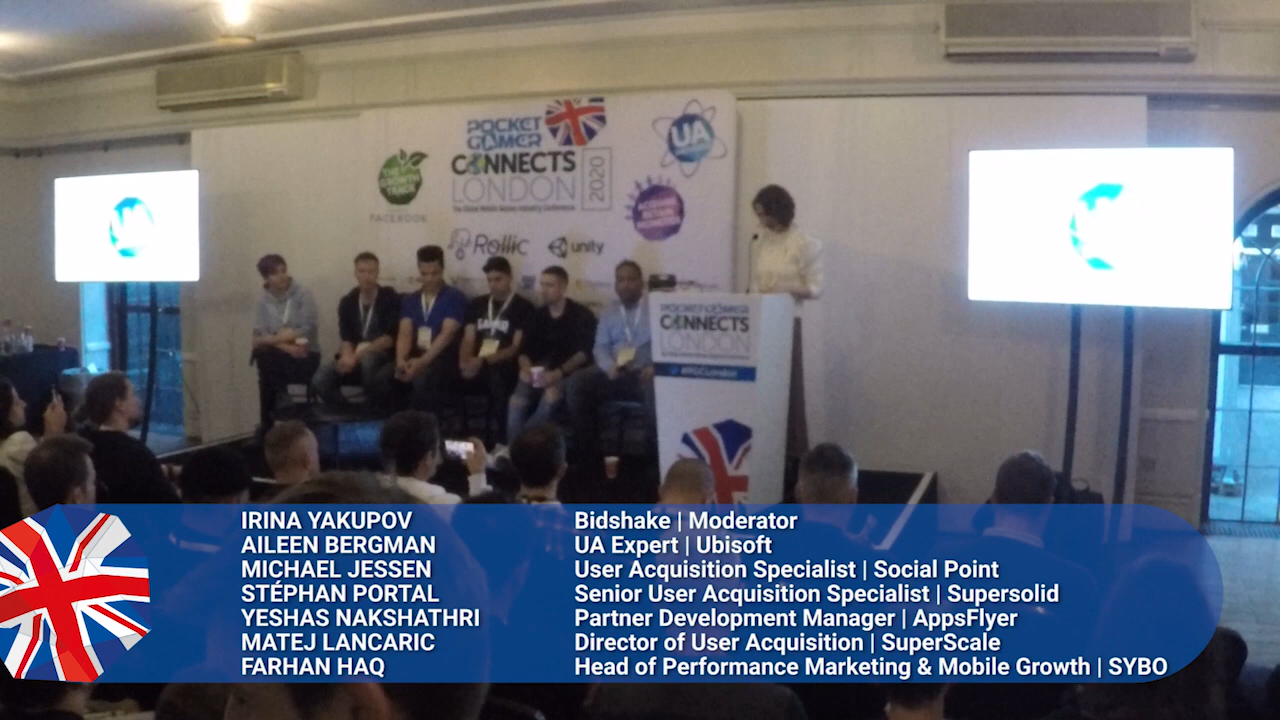 POCKET
GAMER
CONNECTS
LONDON
2020
UA
FACEBOOK
Rollic
unity
UA
POCKET GAMER
CONNECTS
LONDON
#PGCLondon
IRINA YAKUPOV Bidshake | Moderator
AILEEN BERGMAN UA Expert | Ubisoft
MICHAEL JESSEN User Acquisition Specialist | Social Point
STÉPHAN PORTAL Senior User Acquisition Specialist | Supersolid
YESHAS NAKSHATHRI Partner Development Manager | AppsFlyer
MATEJ LANCARIC Director of User Acquisition | SuperScale
FARHAN HAQ Head of Performance Marketing & Mobile Growth | SYBO